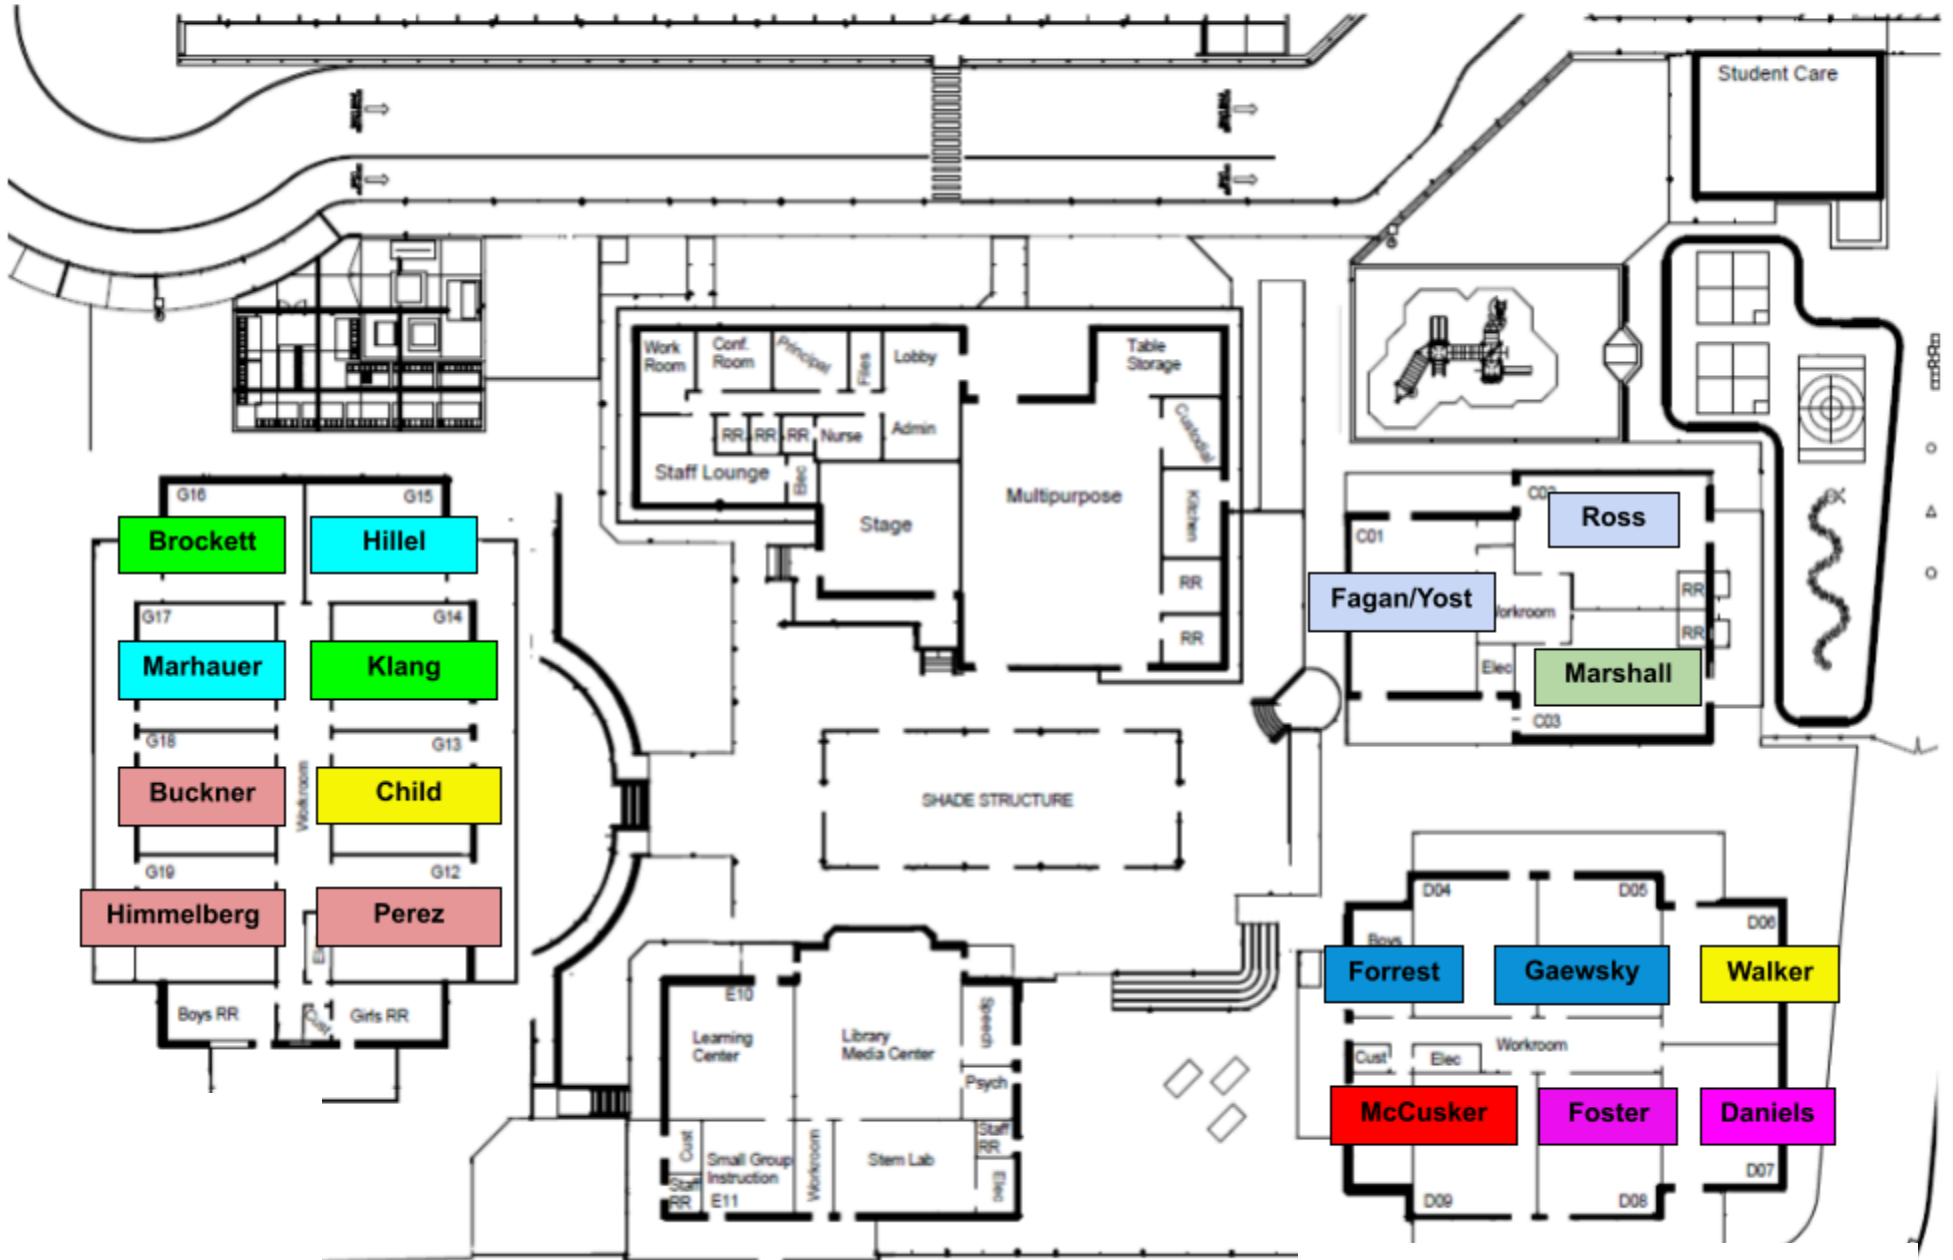 Student Care
Work
Room
Conf.
Room
Principal
Files
Lobby
Table
Storage
RR
RR
RR
Nurse
Admin
Custodial
Staff Lounge
Elec
Stage
Multipurpose
Kitchen
RR
RR
G16
G15
Brockett
Hillel
G17
G14
Marhauer
Klang
G18
G13
Buckner
Workroom
Child
G19
G12
Himmelberg
Perez
Boys RR
Cust
Girls RR
Ross
C01
Fagan/Yost
orkroom
RR
RR
Elec
Marshall
C03
SHADE STRUCTURE
D04
D05
D06
Boys
Forrest
Gaewsky
Walker
Cust
Elec
Workroom
McCusker
Foster
Daniels
D09
D08
D07
E10
Learning
Center
Library
Media Center
Speech
Psych
Cust
Small Group
Instruction
Staff
RR
E11
Workroom
Stem Lab
Staff
RR
Elec